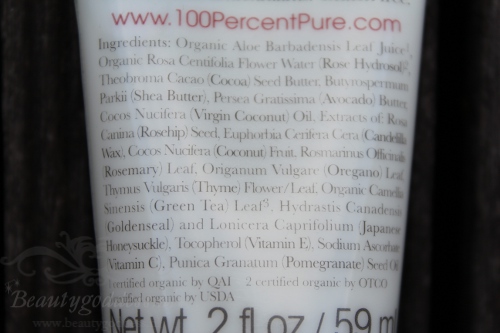 www.100PercentPure.com
Ingredients: Organic Aloe Barbadensis Leaf Juice¹,
Organic Rosa Centifolia Flower Water (Rose Hydrosol)²,
Theobroma Cacao (Cocoa) Seed Butter, Butyrospermum
Parkii (Shea Butter), Persea Gratissima (Avocado) Butter,
Cocos Nucifera (Virgin Coconut) Oil, Extracts of: Rosa
Canina (Rosehip) Seed, Euphorbia Cerifera Cera (Candelilla
Wax), Cocos Nucifera (Coconut) Fruit, Rosmarinus Officinalis
Rosemary) Leaf, Origanum Vulgare (Oregano) Leaf,
Thymus Vulgaris (Thyme) Flower/Leaf, Organic Camellia
Sinensis (Green Tea) Leaf³, Hydrastis Canadensis
(Goldenseal) and Lonicera Caprifolium (Japanese
Honeysuckle), Tocopherol (Vitamin E), Sodium Ascorbate
(Vitamin C), Punica Granatum (Pomegranate) Seed Oil
1 certified organic by QAI 2 certified organic by OTCO
certified organic by USDA
Net wt. 2 fl oz / 59 ml